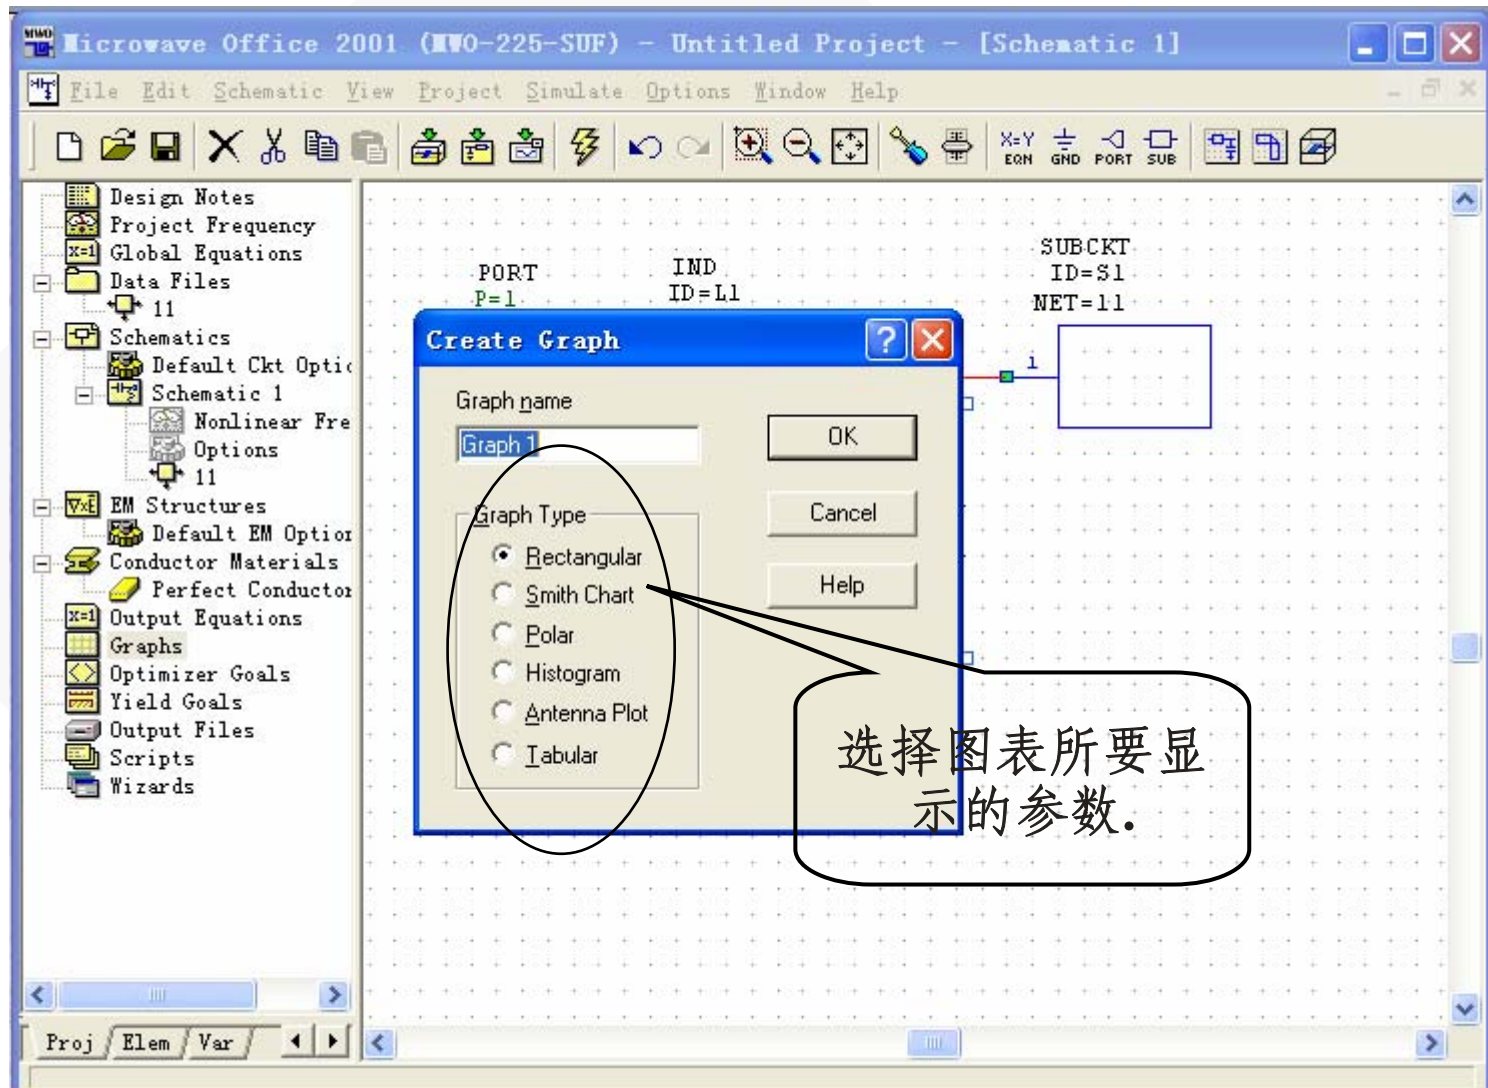 Microwave Office 2001 (MWO-225-SUF) - Untitled Project - [Schematic 1]
File Edit Schematic View Project Simulate Options Window Help
X=Y
EQN GND PORT SUB
Design Notes
Project Frequency
X=1 Global Equations
Data Files
11
Schematics
Default Ckt Optio
Schematic 1
Nonlinear Fre
Options
11
EM Structures
Default EM Option
Conductor Materials
Perfect Conductor
X=1 Output Equations
Graphs
Optimizer Goals
Yield Goals
Output Files
Scripts
Wizards
Proj Elem Var
PORT
P=1
IND
ID=L1
SUBCKT
ID=S1
NET=11
1
Create Graph
Graph name
Graph 1
OK
Cancel
Help
Graph Type
Rectangular
Smith Chart
Polar
Histogram
Antenna Plot
Tabular
选择图表所要显
示的参数.